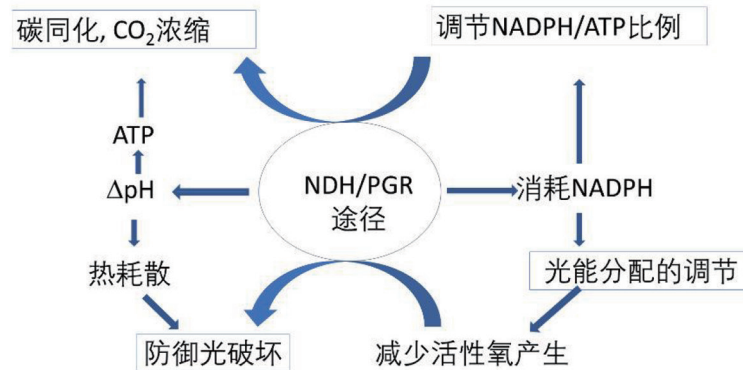 碳同化, CO₂浓缩
调节NADPH/ATP比例
ATP
ΔpH
NDH/PGR
途径
消耗NADPH
热耗散
光能分配的调节
防御光破坏
减少活性氧产生